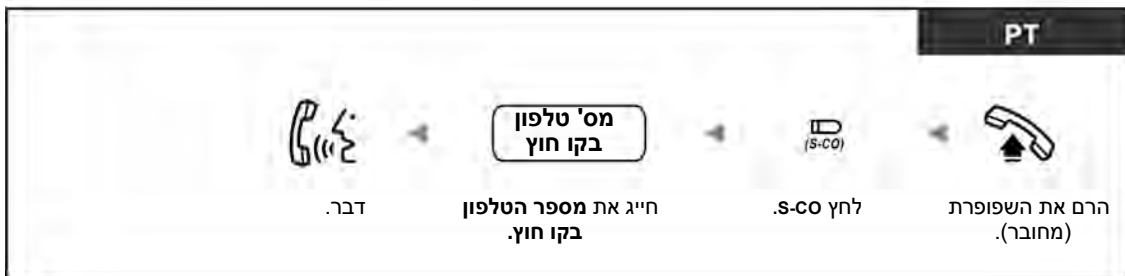 PT
(S-CO)
מס' טלפון
בקו חוץ
הרם את השפופרת
(מחובר).
לחץ S-CO.
חייג את מספר הטלפון
בקו חוץ.
דבר.